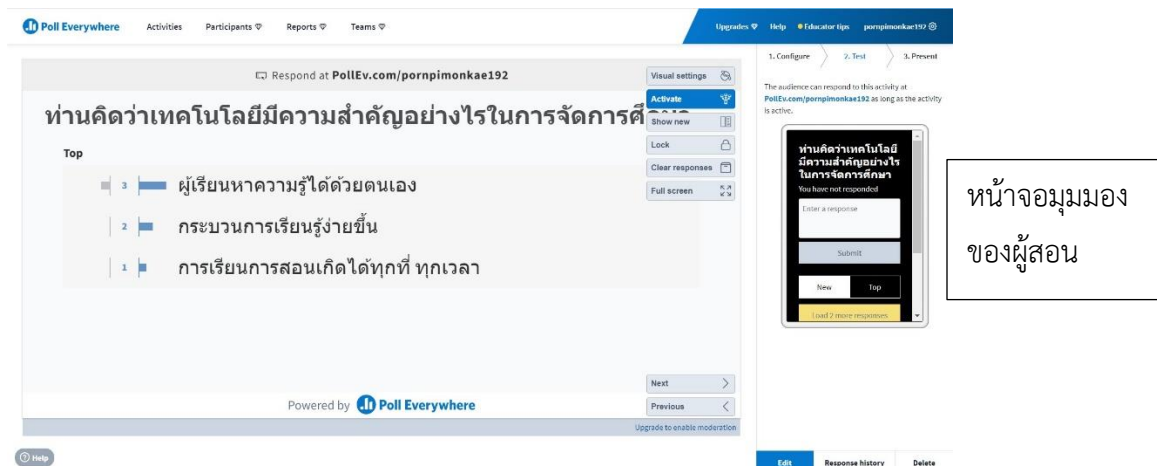 Poll Everywhere Activities Participants Reports Teams Upgrades Help Educator tips pornpimonkae192
1. Configure 2. Test 3. Present
Respond at PollEv.com/pornpimonkae192
Visual settings
Activate
Show new
Lock
Clear responses
Full screen
ท่านคิดว่าเทคโนโลยีมีความสำคัญอย่างไรในการจัดการศึกษา
Top
3 ผู้เรียนหาความรู้ได้ด้วยตนเอง
2 กระบวนการเรียนรู้ง่ายขึ้น
1 การเรียนการสอนเกิดได้ทุกที่ ทุกเวลา
Next
Previous
Powered by Poll Everywhere
Upgrade to enable moderation
Help
The audience can respond to this activity at
PollEv.com/pornpimonkae192 as long as the activity
is active.
ท่านคิดว่าเทคโนโลยี
มีความสำคัญอย่างไร
ในการจัดการศึกษา
You have not responded
Enter a response
Submit
New Top
Load 2 more responses
Edit Response history Delete
หน้าจอมุมมอง
ของผู้สอน